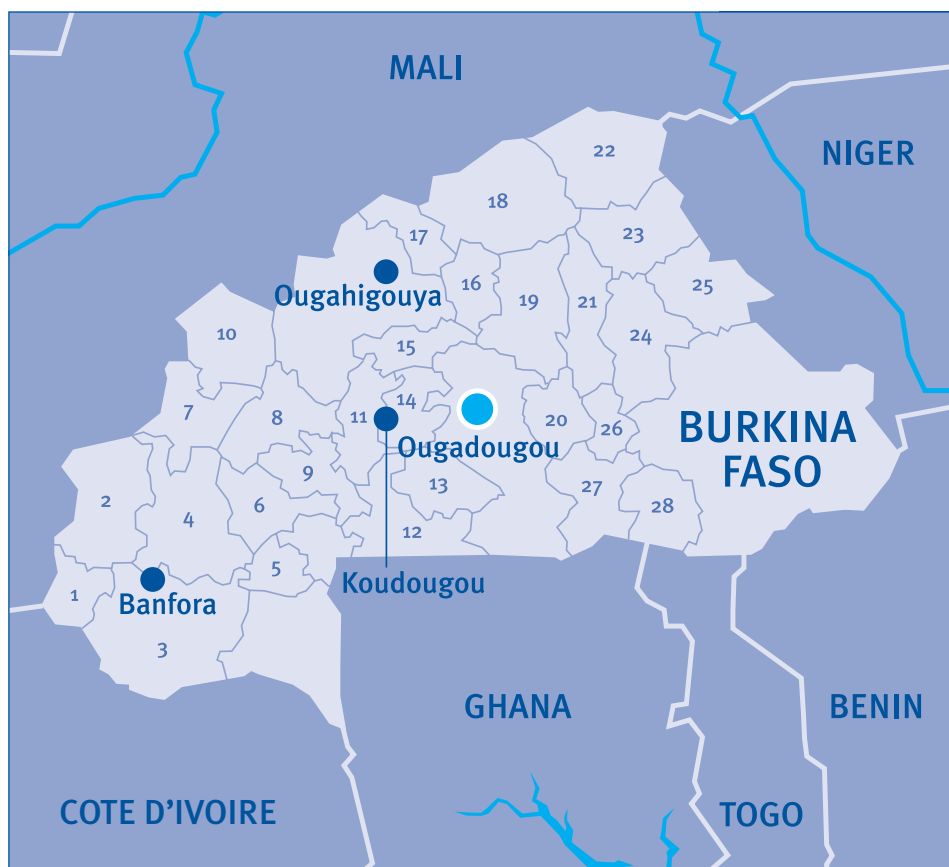 MALI
NIGER
22
18
17
23
16
25
19
21
Ougahigouya
10
24
15
7
8
11
14
20
26
BURKINA
FASO
Ougadougou
9
13
2
4
6
27
28
12
5
Koudougou
1
Banfora
3
GHANA
BENIN
COTE D’IVOIRE
TOGO